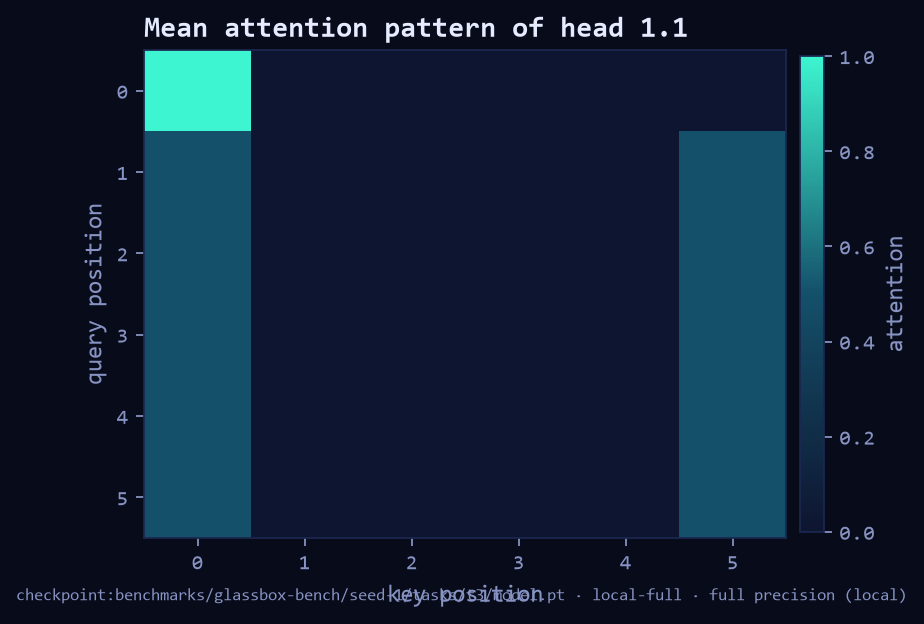 Mean attention pattern of head 1.1
1.0
0
1
0.8
2
0.6
query position
attention
3
0.4
4
0.2
5
0.0
0 1 2 3 4 5
key position
checkpoint:benchmarks/glassbox-bench/seed- .pt · local-full · full precision (local)